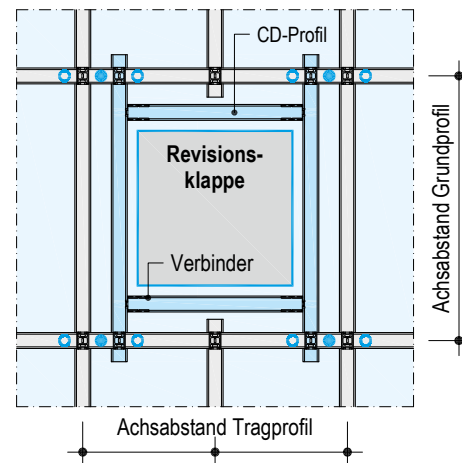 CD-Profil
Revisions-
klappe
Verbinder
Achsabstand Grundprofil
Achsabstand Tragprofil